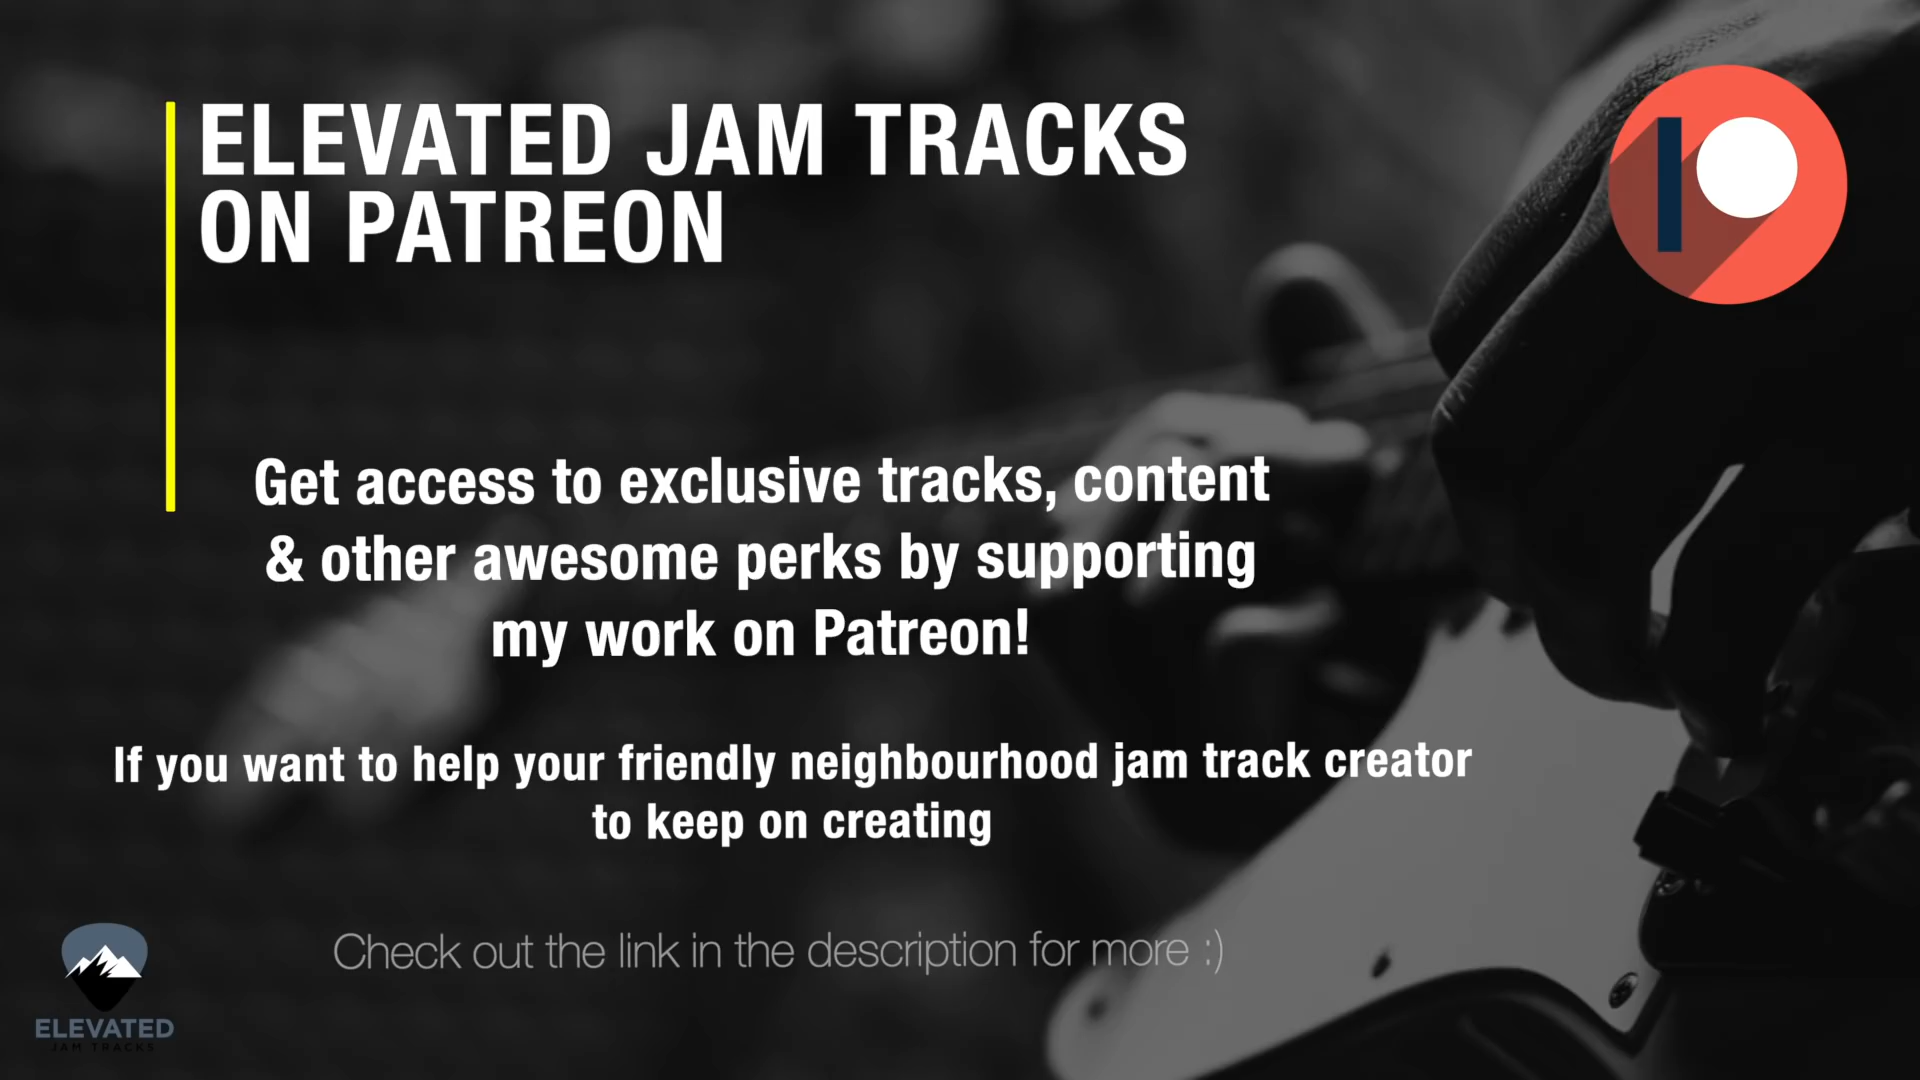 ELEVATED JAM TRACKS
ON PATREON
Get access to exclusive tracks, content
& other awesome perks by supporting
my work on Patreon!
If you want to help your friendly neighbourhood jam track creator
to keep on creating
Check out the link in the description for more :)
ELEVATED
JAM TRACKS